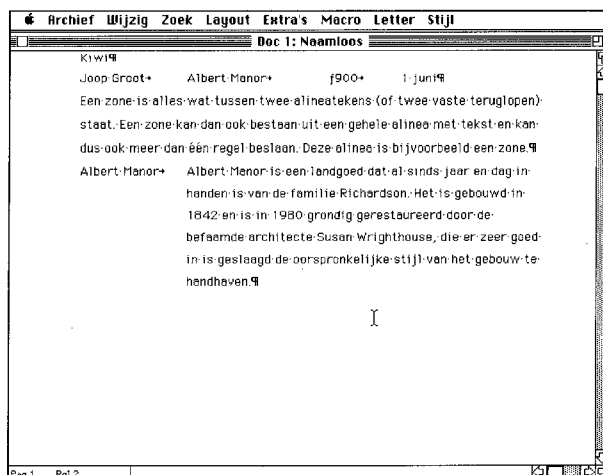 Archief Wijzig Zoek Layout Extra's Macro Letter Stijl
Doc 1: Naamloos
Kiwi¶
Joop·Groot→ Albert·Manor→ ƒ900→ 1·juni¶
Een·zone·is·alles·wat·tussen·twee·alineatekens·(of·twee·vaste·teruglopen)·
staat.·Een·zone·kan·dan·ook·bestaan·uit·een·gehele·alinea·met·tekst·en·kan·
dus·ook·meer·dan·één·regel·beslaan.·Deze·alinea·is·bijvoorbeeld·een·zone.¶
Albert·Manor→ Albert·Manor·is·een·landgoed·dat·al·sinds·jaar·en·dag·in·
handen·is·van·de·familie·Richardson.·Het·is·gebouwd·in·
1842·en·is·in·1980·grondig·gerestaureerd·door·de·
befaamde·architecte·Susan·Wrighthouse,·die·er·zeer·goed·
in·is·geslaagd·de·oorspronkelijke·stijl·van·het·gebouw·te·
handhaven.¶
Pag 1 Rgl 2